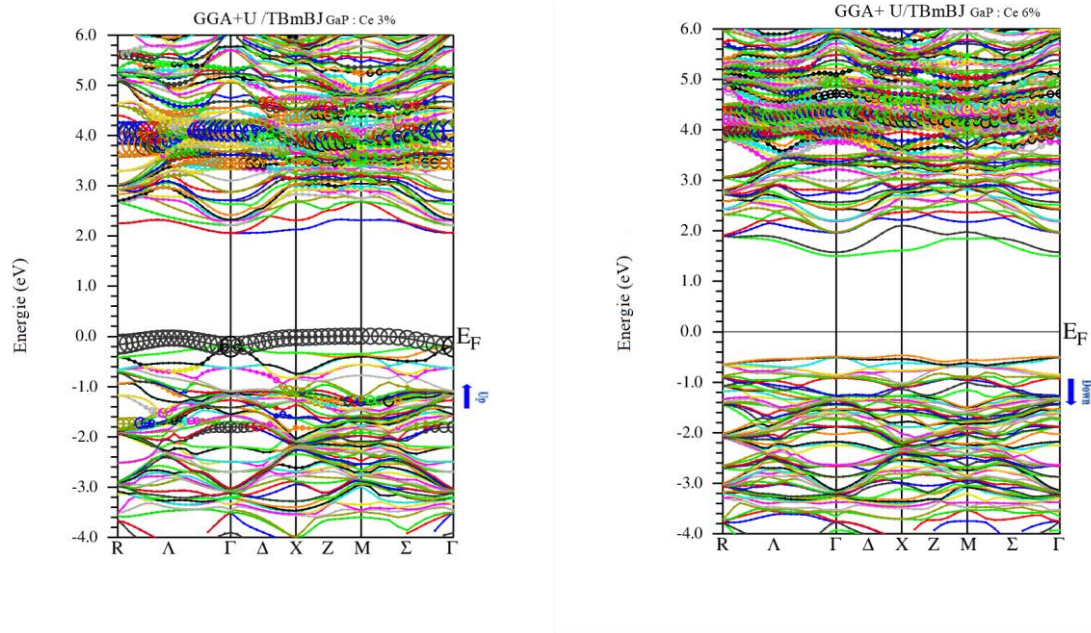 GGA+U /TBmBJ GaP : Ce 3%
6.0
5.0
4.0
3.0
2.0
1.0
0.0
-1.0
-2.0
-3.0
-4.0
Energie (eV)
E_F
Up
R Λ Γ Δ X Z M Σ Γ
GGA+ U/TBmBJ GaP : Ce 6%
6.0
5.0
4.0
3.0
2.0
1.0
0.0
-1.0
-2.0
-3.0
-4.0
Energie (eV)
E_F
Down
R Λ Γ Δ X Z M Σ Γ